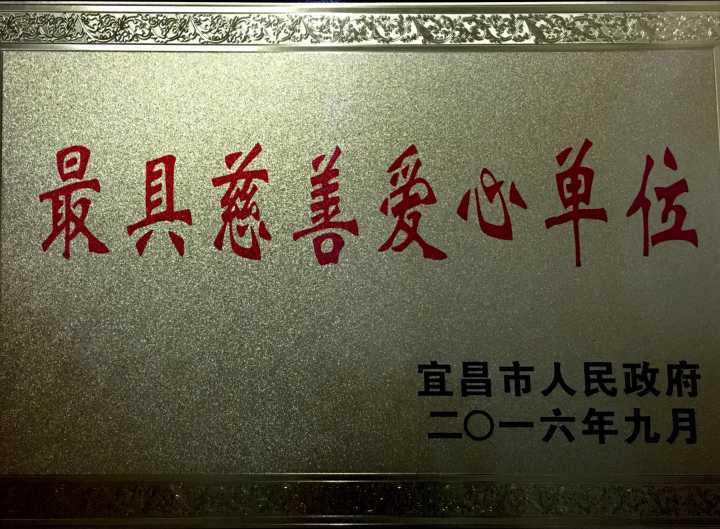 最具慈善爱心单位
宜昌市人民政府
二〇一六年九月